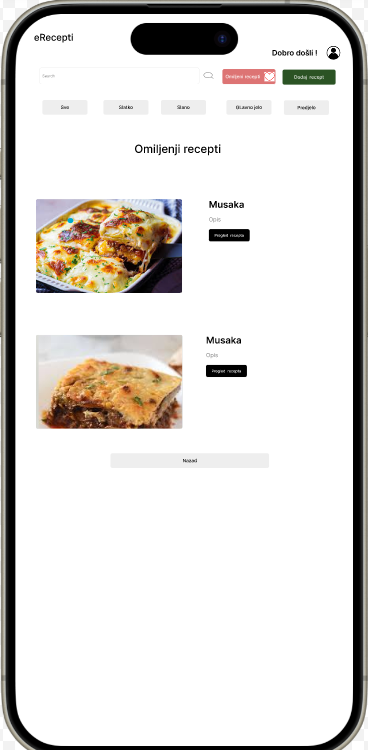 eRecepti
Dobro došli !
Search
Omiljeni recepti
Dodaj recept
Sve
Slatko
Slano
Glavno jelo
Predjelo
Omiljenji recepti
Musaka
Opis
Pregled recepta
Musaka
Opis
Pregled recepta
Nazad